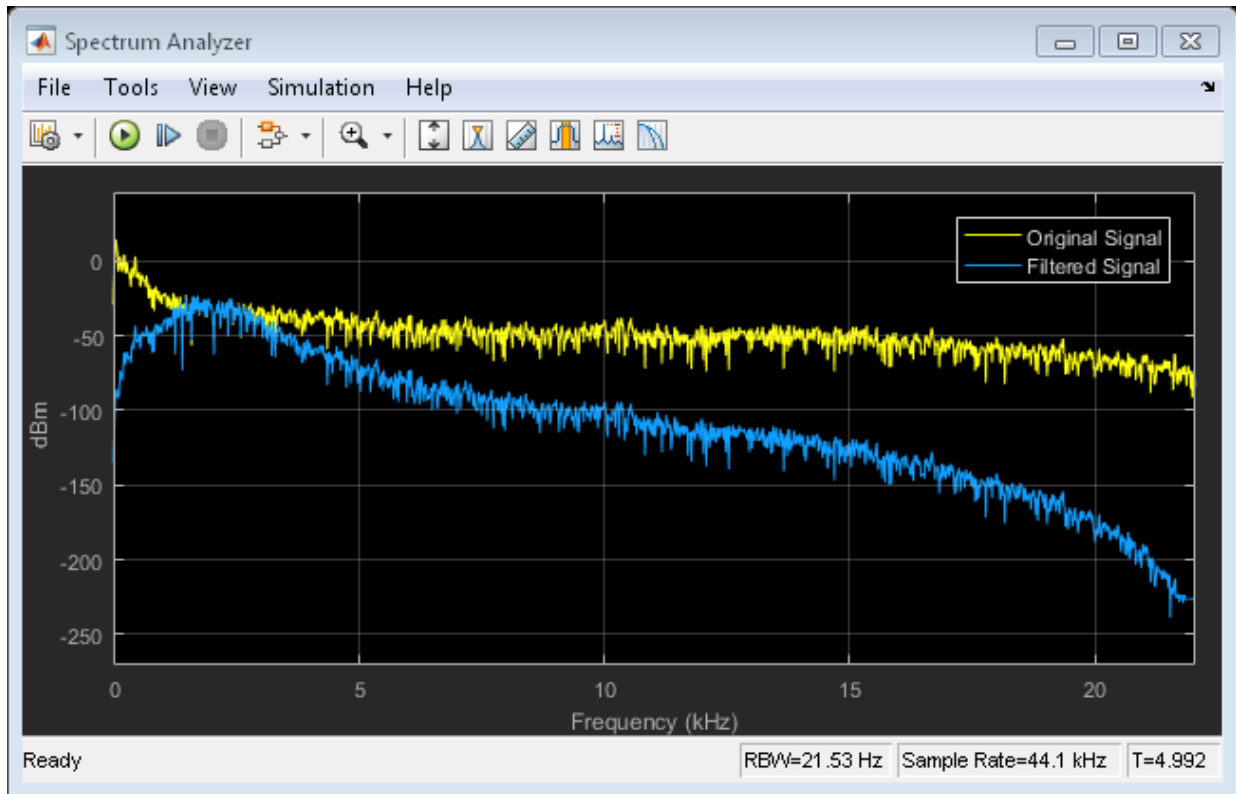 Spectrum Analyzer
File Tools View Simulation Help
Original Signal
Filtered Signal
0
-50
-100
-150
-200
-250
dBm
0 5 10 15 20
Frequency (kHz)
Ready RBW=21.53 Hz Sample Rate=44.1 kHz T=4.992